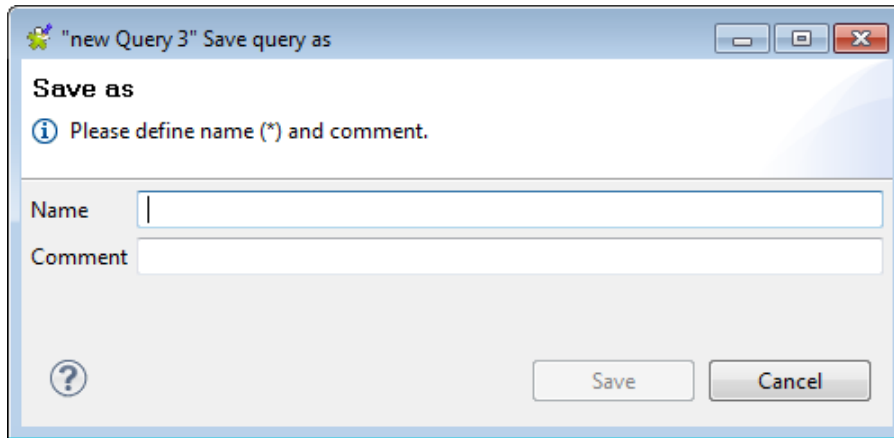 "new Query 3" Save query as
Save as
Please define name (*) and comment.
Name
Comment
?
Save
Cancel